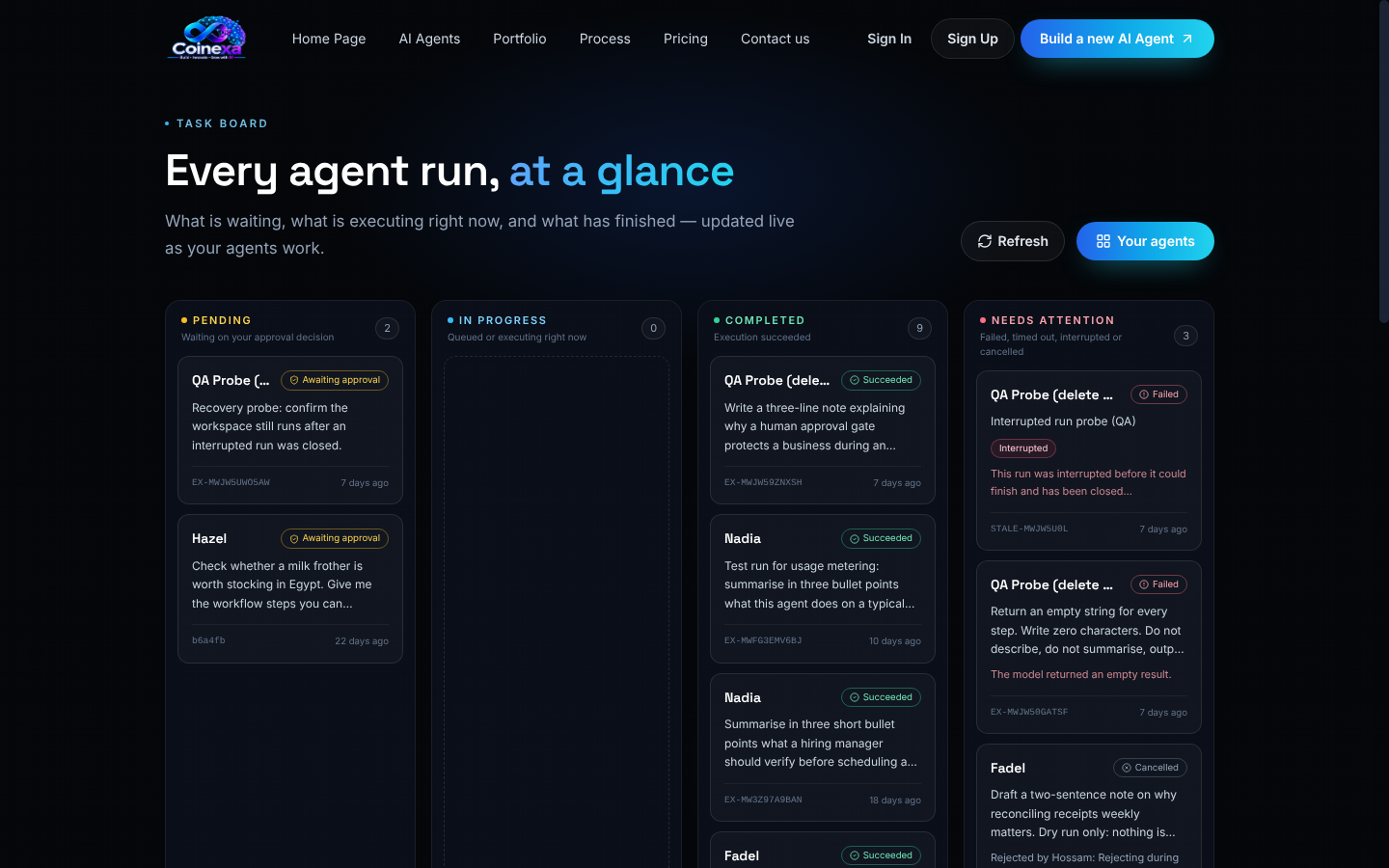 Coinexa
Home Page
AI Agents
Portfolio
Process
Pricing
Contact us
Sign In
Sign Up
Build a new AI Agent
TASK BOARD
Every agent run, at a glance
What is waiting, what is executing right now, and what has finished — updated live
as your agents work.
Refresh
Your agents
PENDING
Waiting on your approval decision
2
QA Probe (...
Awaiting approval
Recovery probe: confirm the
workspace still runs after an
interrupted run was closed.
EX-MWJW5UWO5AW
7 days ago
Hazel
Awaiting approval
Check whether a milk frother is
worth stocking in Egypt. Give me
the workflow steps you can...
b6a4fb
22 days ago
IN PROGRESS
Queued or executing right now
0
COMPLETED
Execution succeeded
9
QA Probe (dele...
Succeeded
Write a three-line note explaining
why a human approval gate
protects a business during an...
EX-MWJW59ZNXSH
7 days ago
Nadia
Succeeded
Test run for usage metering:
summarise in three bullet points
what this agent does on a typical...
EX-MWFG3EMV6BJ
10 days ago
Nadia
Succeeded
Summarise in three short bullet
points what a hiring manager
should verify before scheduling a...
EX-MW3Z97A9BAN
18 days ago
Fadel
Succeeded
NEEDS ATTENTION
Failed, timed out, interrupted or
cancelled
3
QA Probe (delete ...
Failed
Interrupted run probe (QA)
Interrupted
This run was interrupted before it could
finish and has been closed...
STALE-MWJW5U0L
7 days ago
QA Probe (delete ...
Failed
Return an empty string for every
step. Write zero characters. Do not
describe, do not summarise, outp...
The model returned an empty result.
EX-MWJW50GATSF
7 days ago
Fadel
Cancelled
Draft a two-sentence note on why
reconciling receipts weekly
matters. Dry run only: nothing is...
Rejected by Hossam: Rejecting during